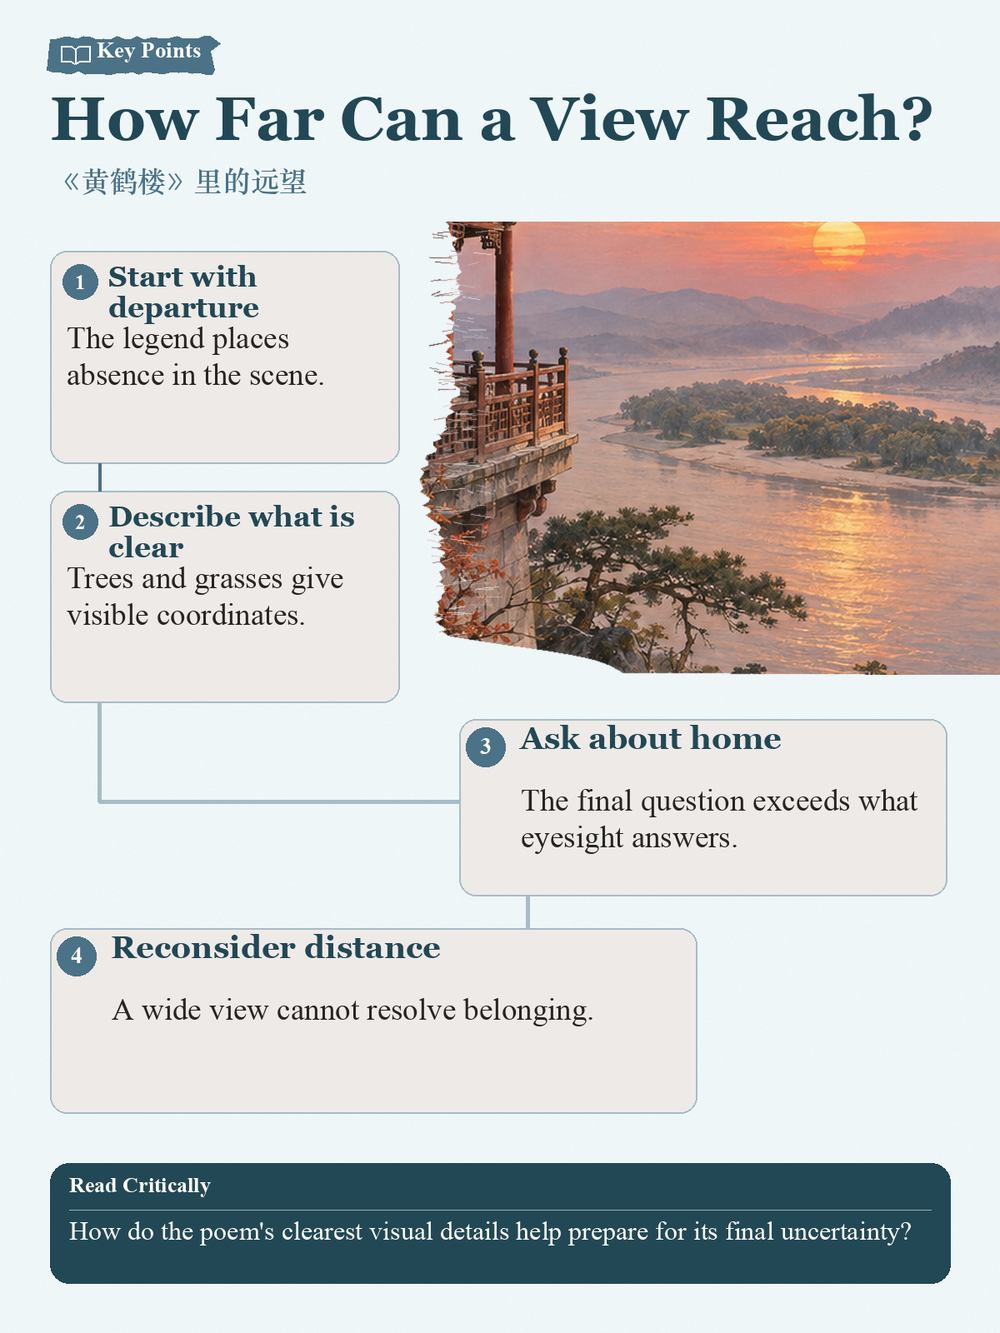 Key Points
How Far Can a View Reach?
《黄鹤楼》里的远望
1
Start with
departure
The legend places
absence in the scene.
2
Describe what is
clear
Trees and grasses give
visible coordinates.
3
Ask about home
The final question exceeds what
eyesight answers.
4
Reconsider distance
A wide view cannot resolve belonging.
Read Critically
How do the poem's clearest visual details help prepare for its final uncertainty?